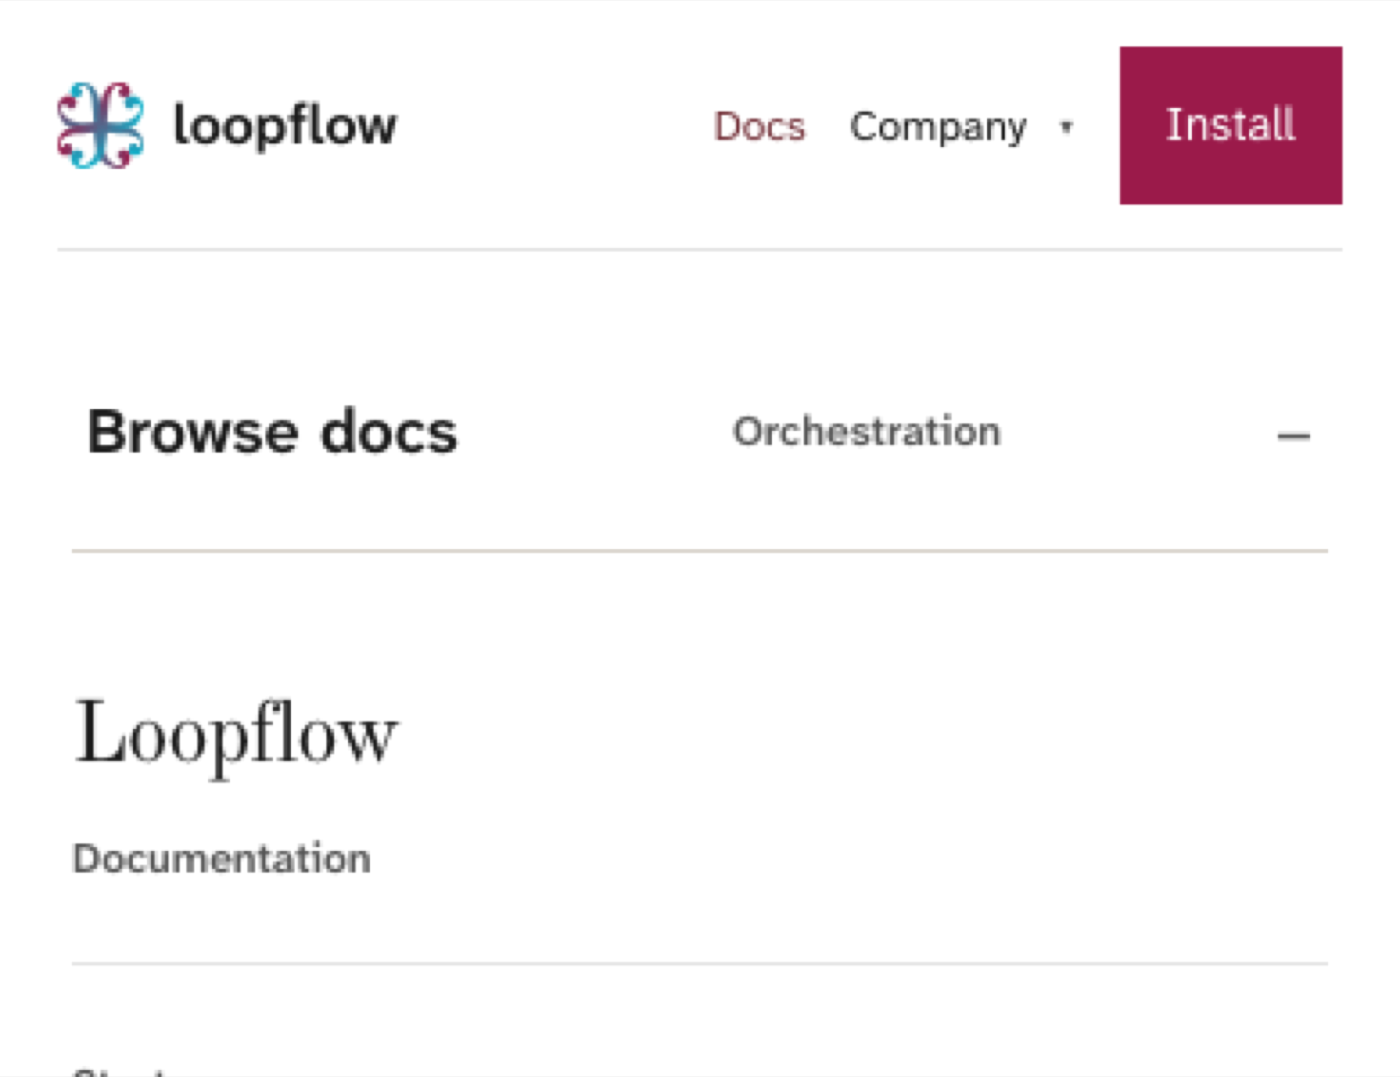 loopflow Docs Company ▾ Install
Browse docs Orchestration —
Loopflow
Documentation